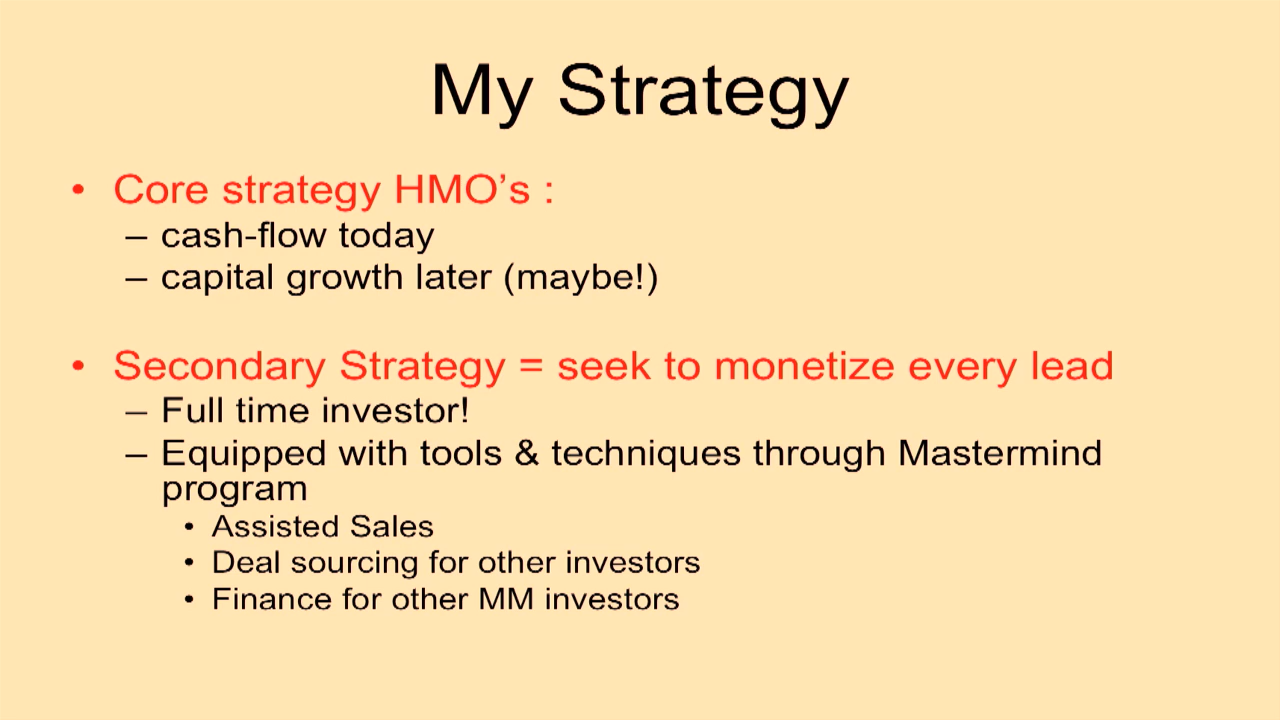 My Strategy
• Core strategy HMO's :
– cash-flow today
– capital growth later (maybe!)
• Secondary Strategy = seek to monetize every lead
– Full time investor!
– Equipped with tools & techniques through Mastermind
program
• Assisted Sales
• Deal sourcing for other investors
• Finance for other MM investors